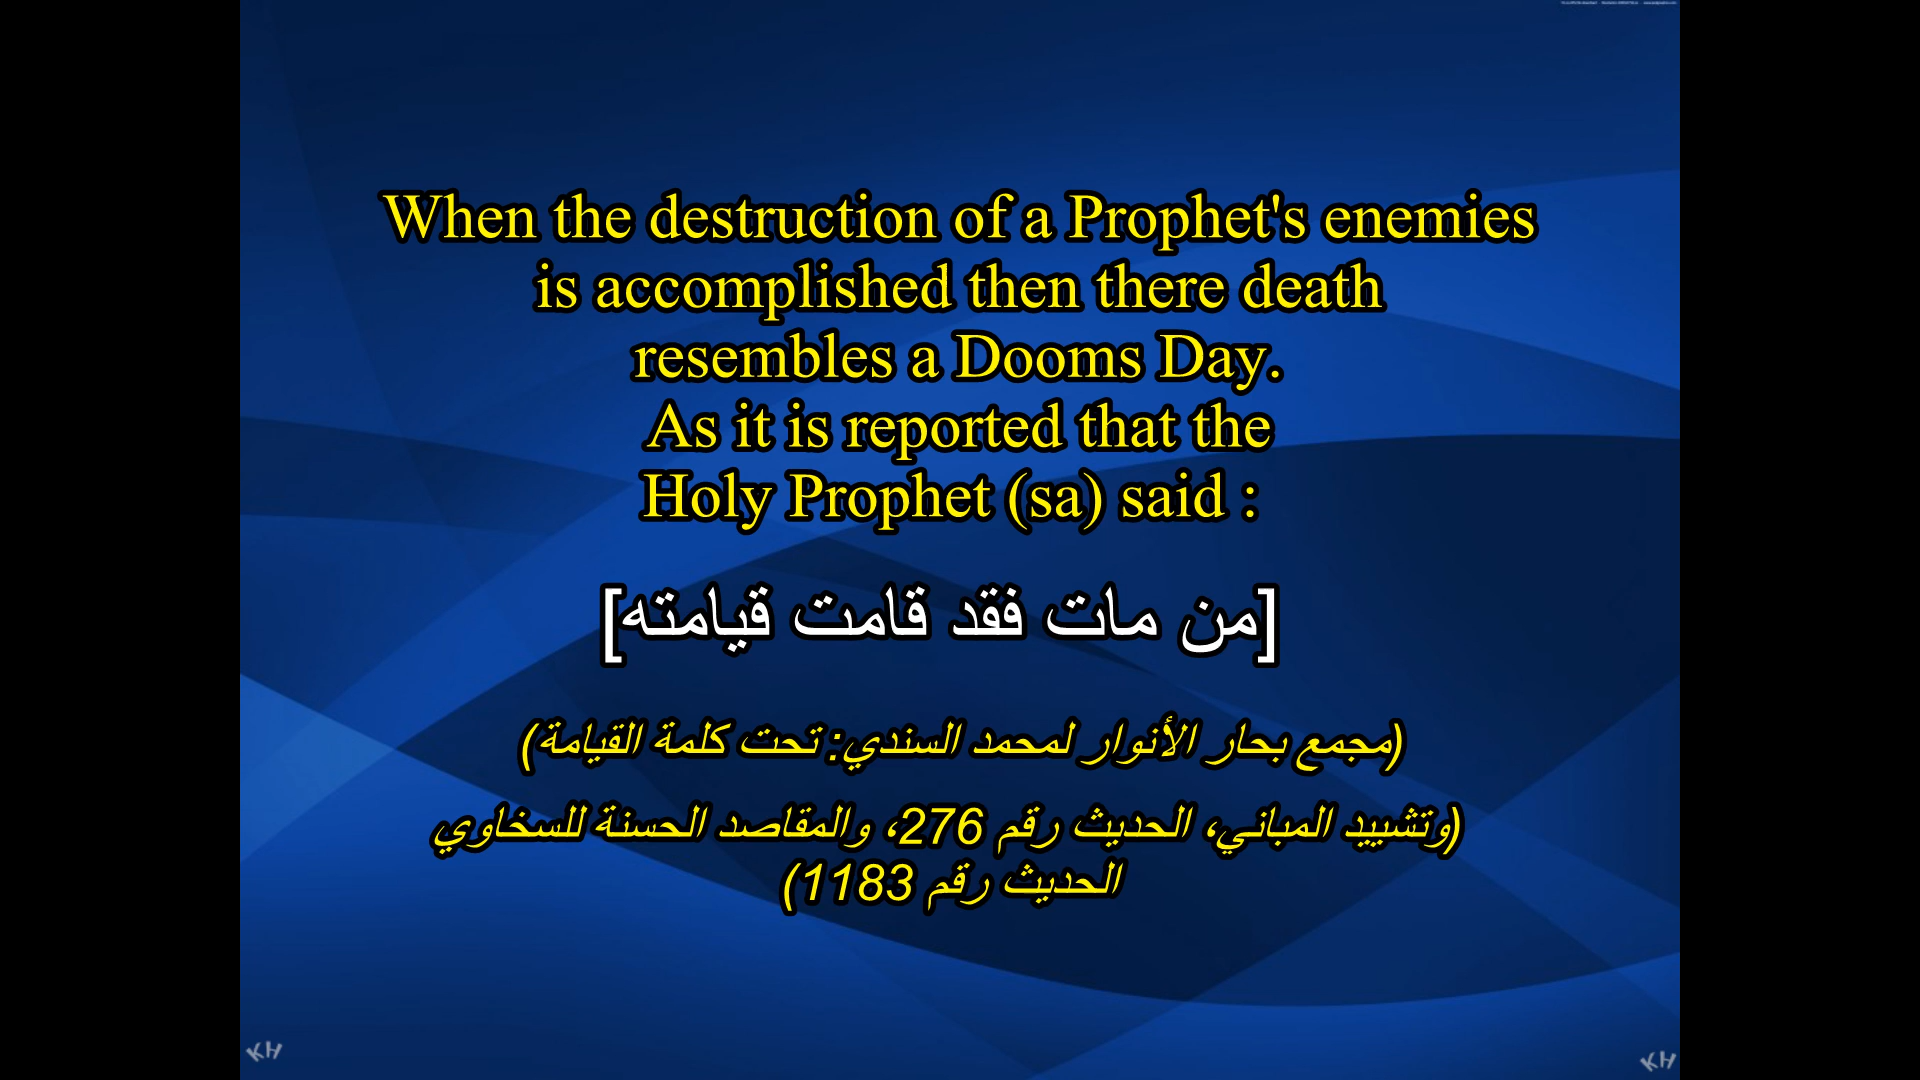 When the destruction of a Prophet's enemies
is accomplished then there death
resembles a Dooms Day.
As it is reported that the
Holy Prophet (sa) said :
[من مات فقد قامت قيامته]
(مجمع بحار الأنوار لمحمد السندي: تحت كلمة القيامة)
(وتشييد المباني، الحديث رقم 276، والمقاصد الحسنة للسخاوي
الحديث رقم 1183)
KH
KH